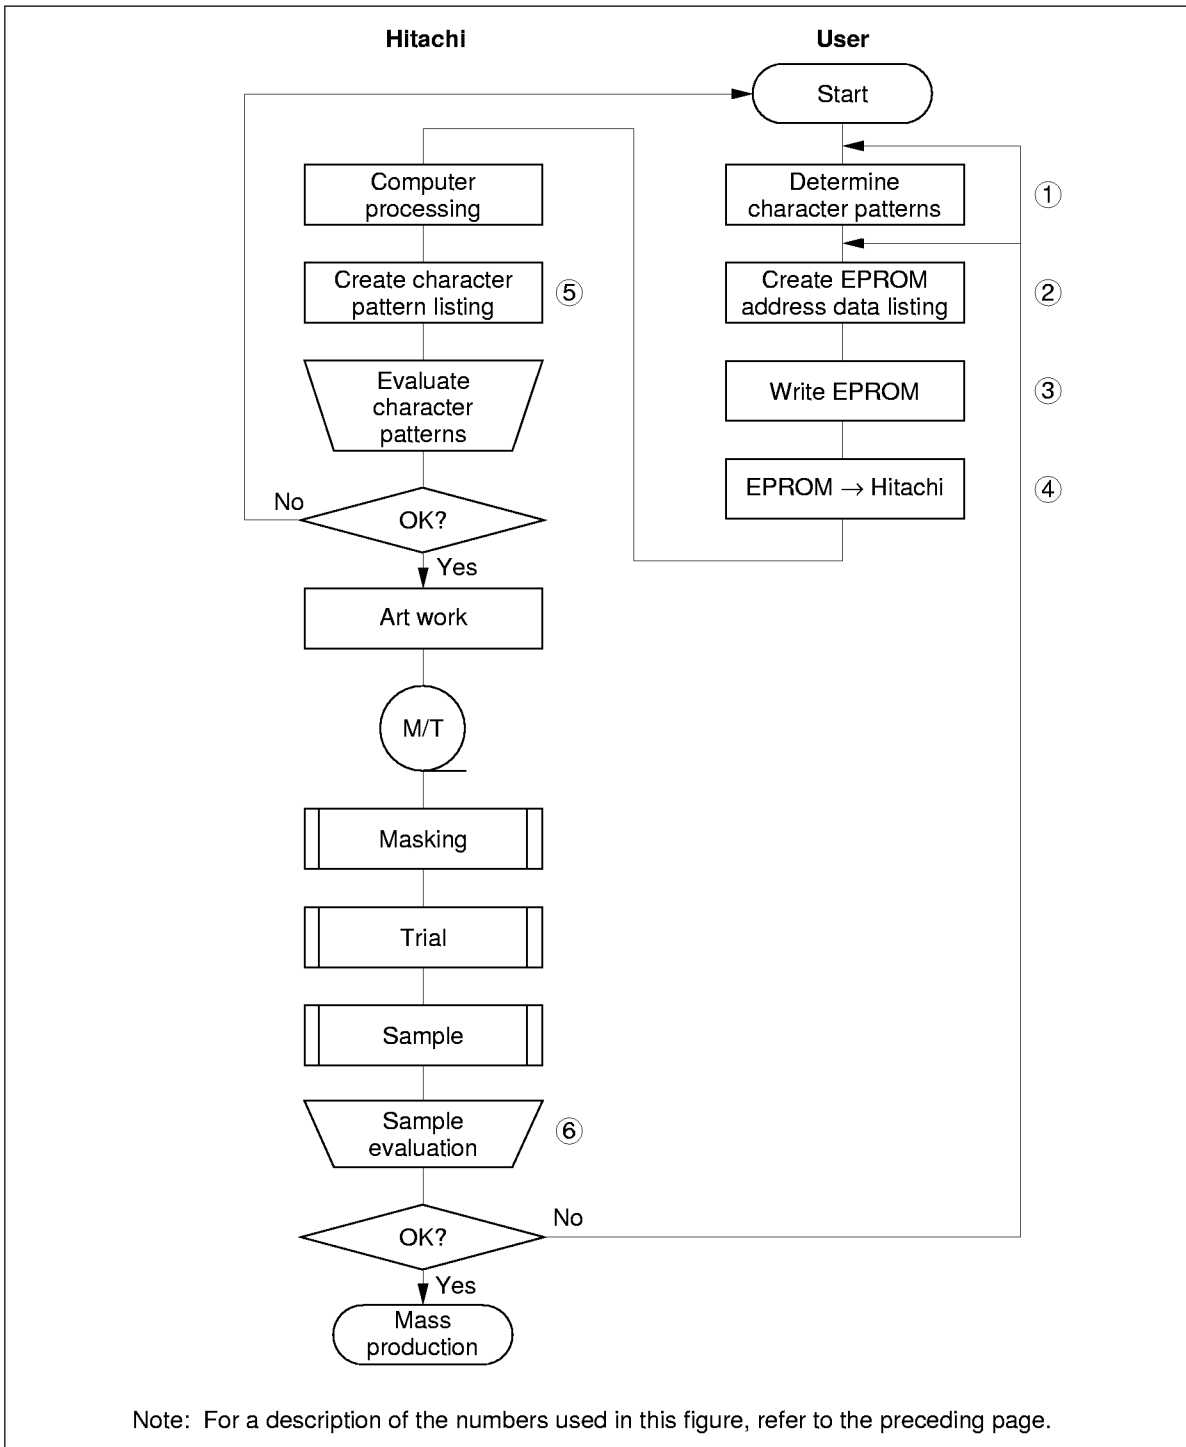 Hitachi
User
Start
Determine
character patterns
①
Create EPROM
address data listing
②
Write EPROM
③
EPROM → Hitachi
④
Computer
processing
Create character
pattern listing
⑤
Evaluate
character
patterns
OK?
No
Yes
Art work
M/T
Masking
Trial
Sample
Sample
evaluation
⑥
OK?
No
Yes
Mass
production
Note: For a description of the numbers used in this figure, refer to the preceding page.